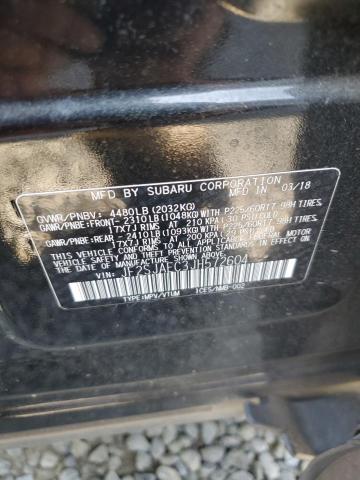 MFD BY SUBARU CORPORATION IN 03/18
GVWR/PNBV: 4480LB(2032KG)
GAWR/PNBE:FRONT-2310LB(1048KG)WITH P225/60R17 98H TIRES,
17X7J RIMS AT 210 KPA(30 PSI)COLD
GAWR/PNBE:REAR -2410LB(1093KG)WITH P225/60R17 98H TIRES,
17X7J RIMS AT 200 KPA(29 PSI)COLD
THIS VEHICLE CONFORMS TO ALL APPLICABLE FEDERAL MOTOR
VEHICLE SAFETY, BUMPER, AND THEFT PREVENTION STANDARDS
IN EFFECT ON THE DATE OF MANUFACTURE SHOWN ABOVE.
VIN: JF2SJAEC3JH572604
TYPE:MPV/VTUM ICES/NMB-002